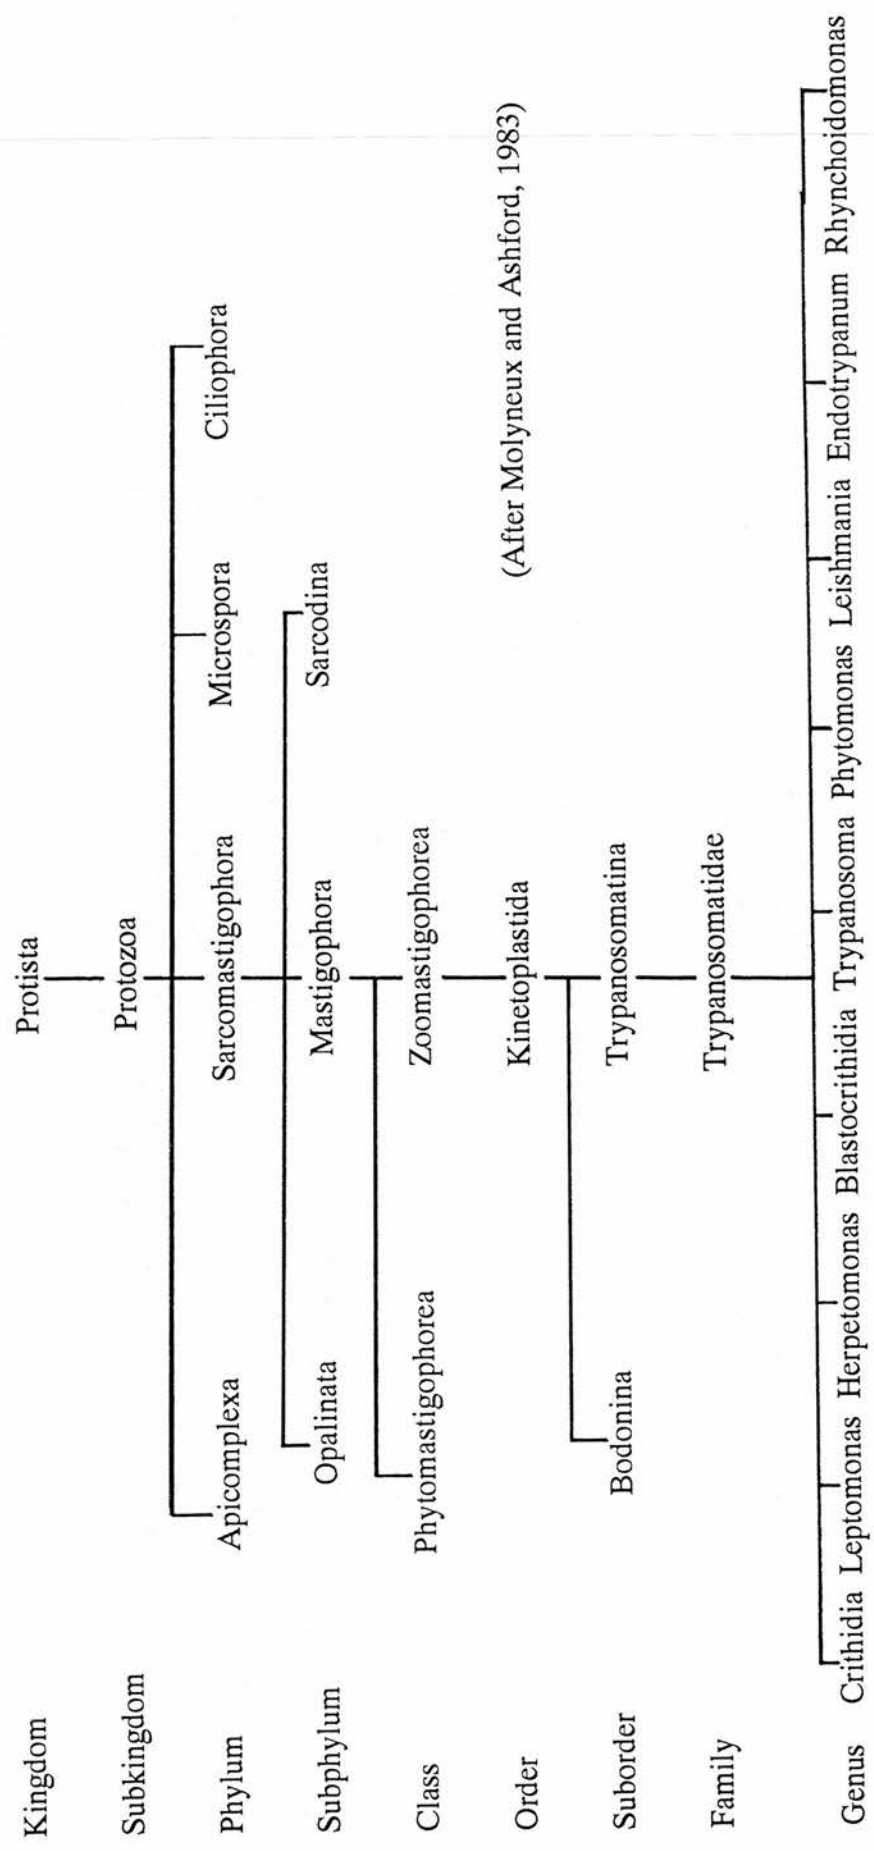 Kingdom Protista
Subkingdom Protozoa
Phylum Apicomplexa Sarcomastigophora Microspora Ciliophora
Subphylum Opalinata Mastigophora Sarcodina
Class Phytomastigophorea Zoomastigophorea
Order Kinetoplastida (After Molyneux and Ashford, 1983)
Suborder Bodonina Trypanosomatina
Family Trypanosomatidae
Genus Crithidia Leptomonas Herpetomonas Blastocrithidia Trypanosoma Phytomonas Leishmania Endotrypanum Rhynchoidomonas